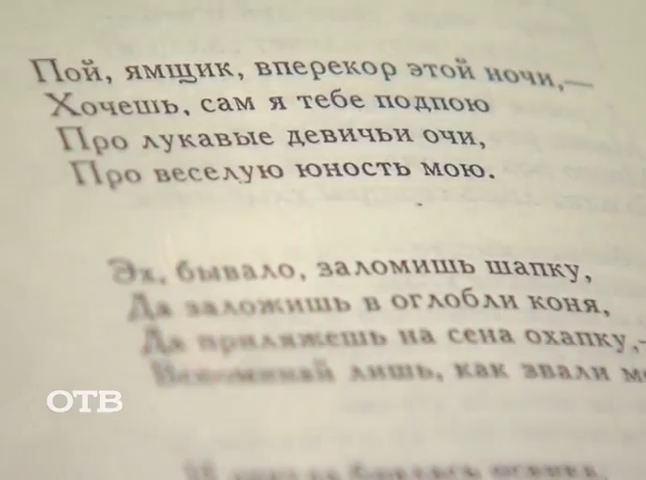 Пой, ямщик, вперекор этой ночи,—
Хочешь, сам я тебе подпою
Про лукавые девичьи очи,
Про веселую юность мою.
Эх, бывало, заломишь шапку,
Да заложишь в оглобли коня,
Да приляжешь на сена охапку,-
Вспоминай лишь, как звали м
ОТВ